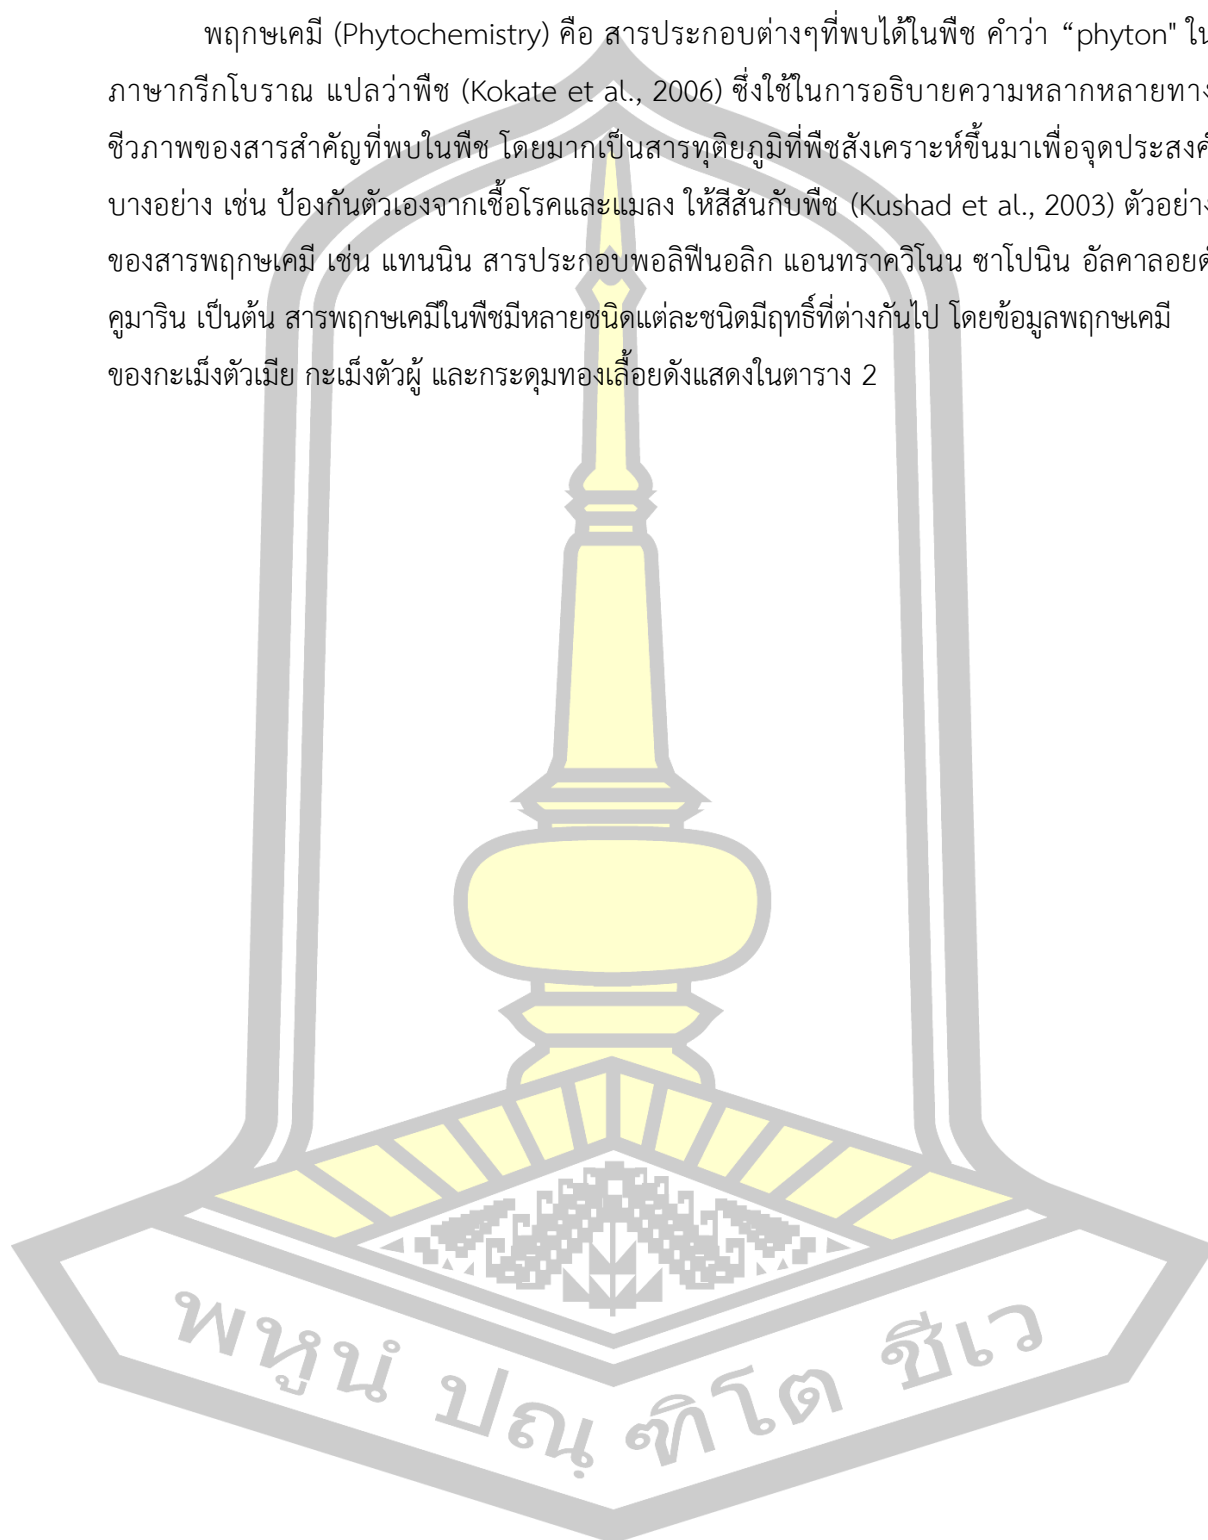 พฤกษเคมี (Phytochemistry) คือ สารประกอบต่างๆที่พบได้ในพืช คำว่า “phyton" ใน
ภาษากรีกโบราณ แปลว่าพืช (Kokate et al., 2006) ซึ่งใช้ในการอธิบายความหลากหลายทาง
ชีวภาพของสารสำคัญที่พบในพืช โดยมากเป็นสารทุติยภูมิที่พืชสังเคราะห์ขึ้นมาเพื่อจุดประสงค์
บางอย่าง เช่น ป้องกันตัวเองจากเชื้อโรคและแมลง ให้สีสันกับพืช (Kushad et al., 2003) ตัวอย่าง
ของสารพฤกษเคมี เช่น แทนนิน สารประกอบพอลิฟีนอลิก แอนทราควิโนน ซาโปนิน อัลคาลอยด์
คูมาริน เป็นต้น สารพฤกษเคมีในพืชมีหลายชนิดแต่ละชนิดมีฤทธิ์ที่ต่างกันไป โดยข้อมูลพฤกษเคมี
ของกะเม็งตัวเมีย กะเม็งตัวผู้ และกระดุมทองเลื้อยดังแสดงในตาราง 2
พหูนํ ปณฺฑิโต ชีเว